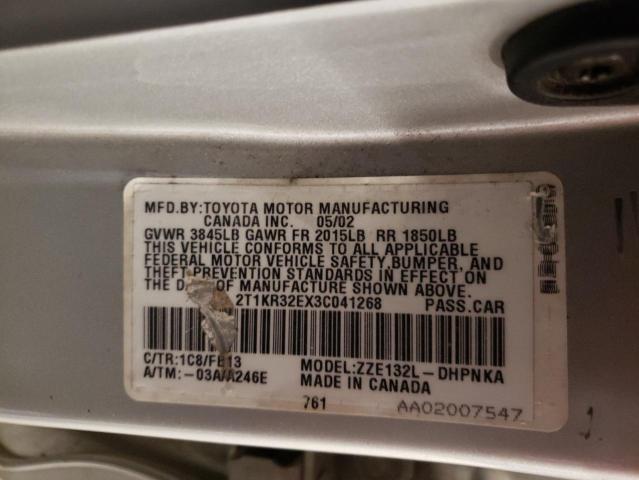 MFD.BY:TOYOTA MOTOR MANUFACTURING
CANADA INC. 05/02
GVWR 3845LB GAWR FR 2015LB RR 1850LB
THIS VEHICLE CONFORMS TO ALL APPLICABLE
FEDERAL MOTOR VEHICLE SAFETY,BUMPER, AND
THEFT PREVENTION STANDARDS IN EFFECT ON
THE OF MANUFACTURE SHOWN ABOVE.
2T1KR32EX3C041268 PASS.CAR
C/TR:1C8/FB13 MODEL:ZZE132L-DHPNKA
A/TM:-03A/A246E MADE IN CANADA
761 AA02007547